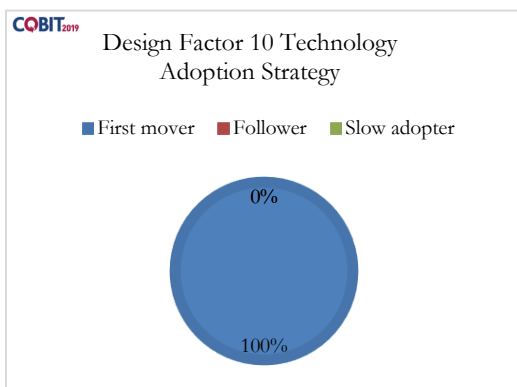 COBIT2019
Design Factor 10 Technology
Adoption Strategy
First mover Follower Slow adopter
0%
100%